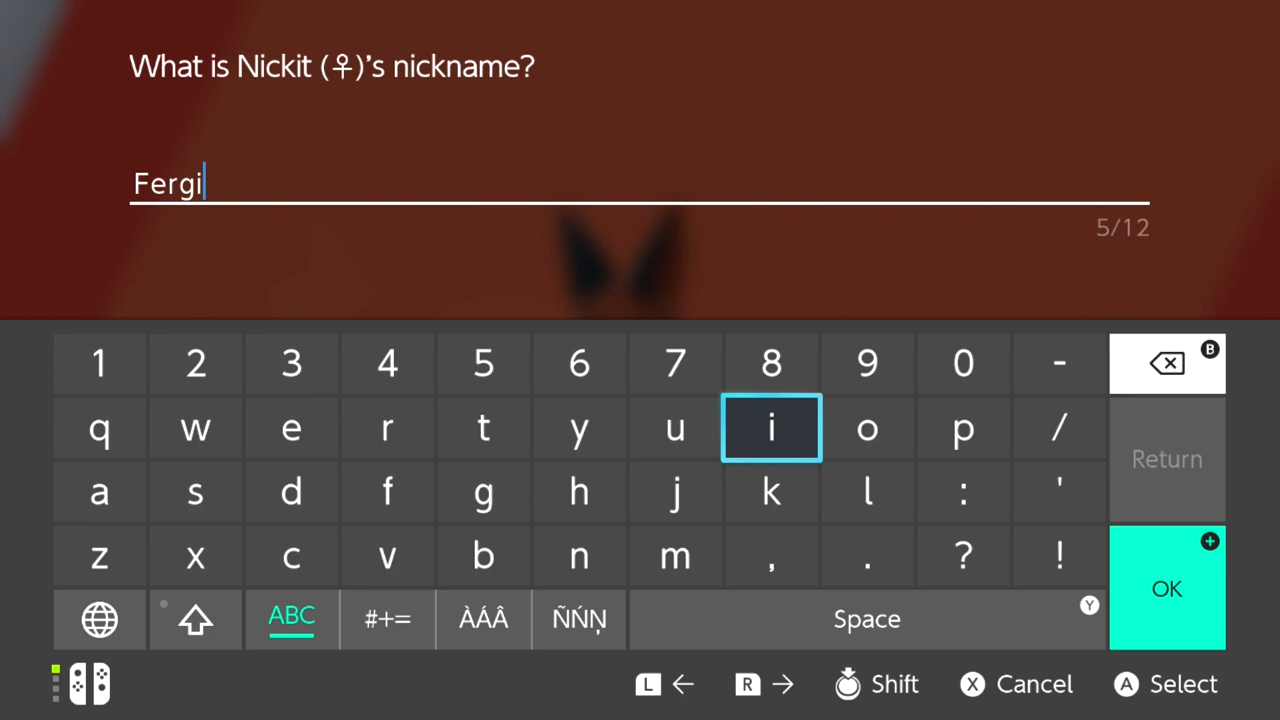 What is Nickit (♀)'s nickname?
Fergi
5/12
1 2 3 4 5 6 7 8 9 0 - B
q w e r t y u i o p /
Return
a s d f g h j k l : '
z x c v b n m , . ? ! +
OK
ABC #+= ÀÁÂ ÑŃŅ Space Y
L ← R → Shift X Cancel A Select